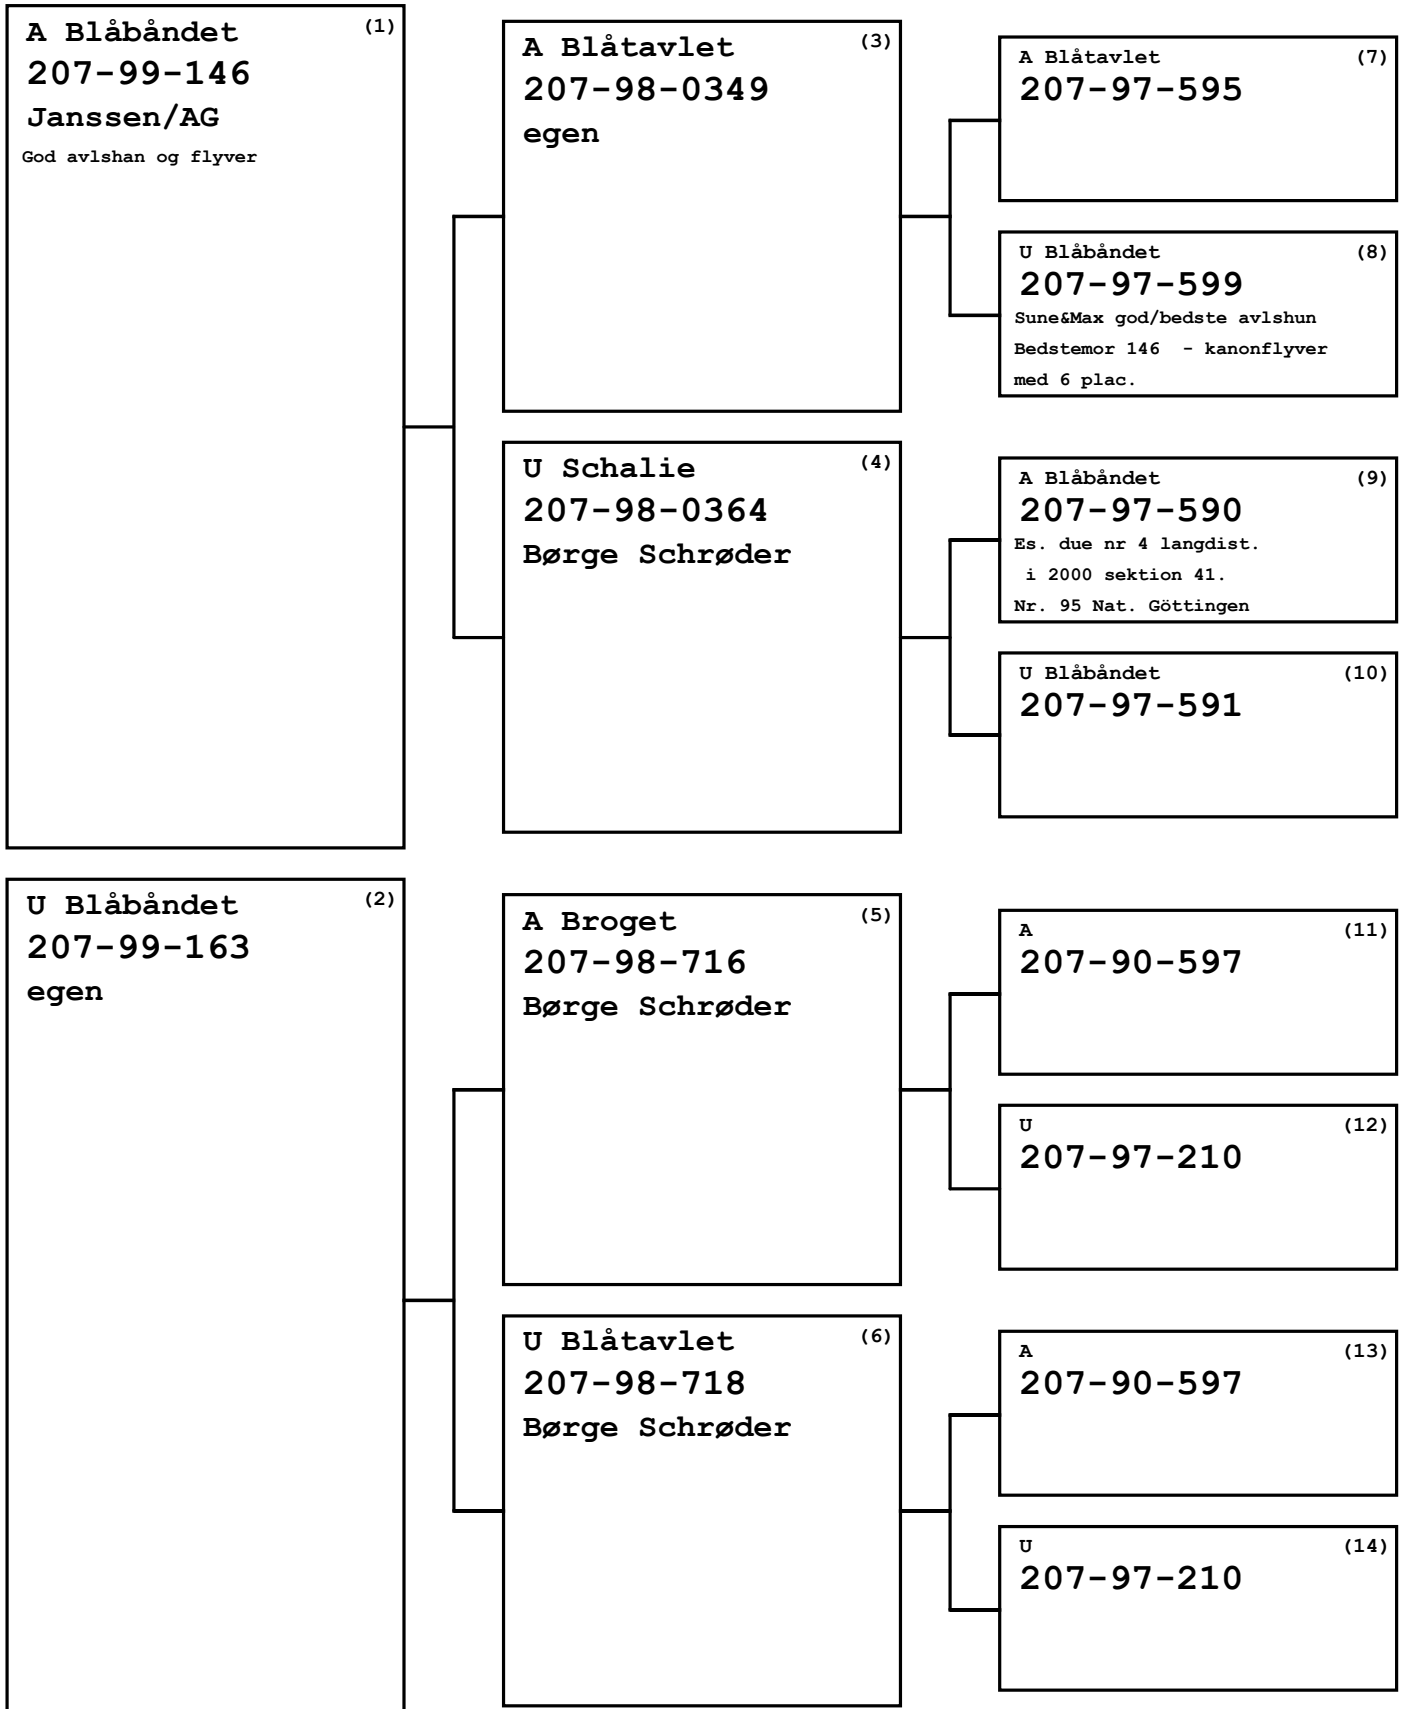 A Blåbåndet (1)
207-99-146
Janssen/AG
God avlshan og flyver
A Blåtavlet (3)
207-98-0349
egen
A Blåtavlet (7)
207-97-595
U Blåbåndet (8)
207-97-599
Sune&Max god/bedste avlshun
Bedstemor 146 - kanonflyver
med 6 plac.
U Schalie (4)
207-98-0364
Børge Schrøder
A Blåbåndet (9)
207-97-590
Es. due nr 4 langdist.
i 2000 sektion 41.
Nr. 95 Nat. Göttingen
U Blåbåndet (10)
207-97-591
U Blåbåndet (2)
207-99-163
egen
A Broget (5)
207-98-716
Børge Schrøder
A (11)
207-90-597
U (12)
207-97-210
U Blåtavlet (6)
207-98-718
Børge Schrøder
A (13)
207-90-597
U (14)
207-97-210